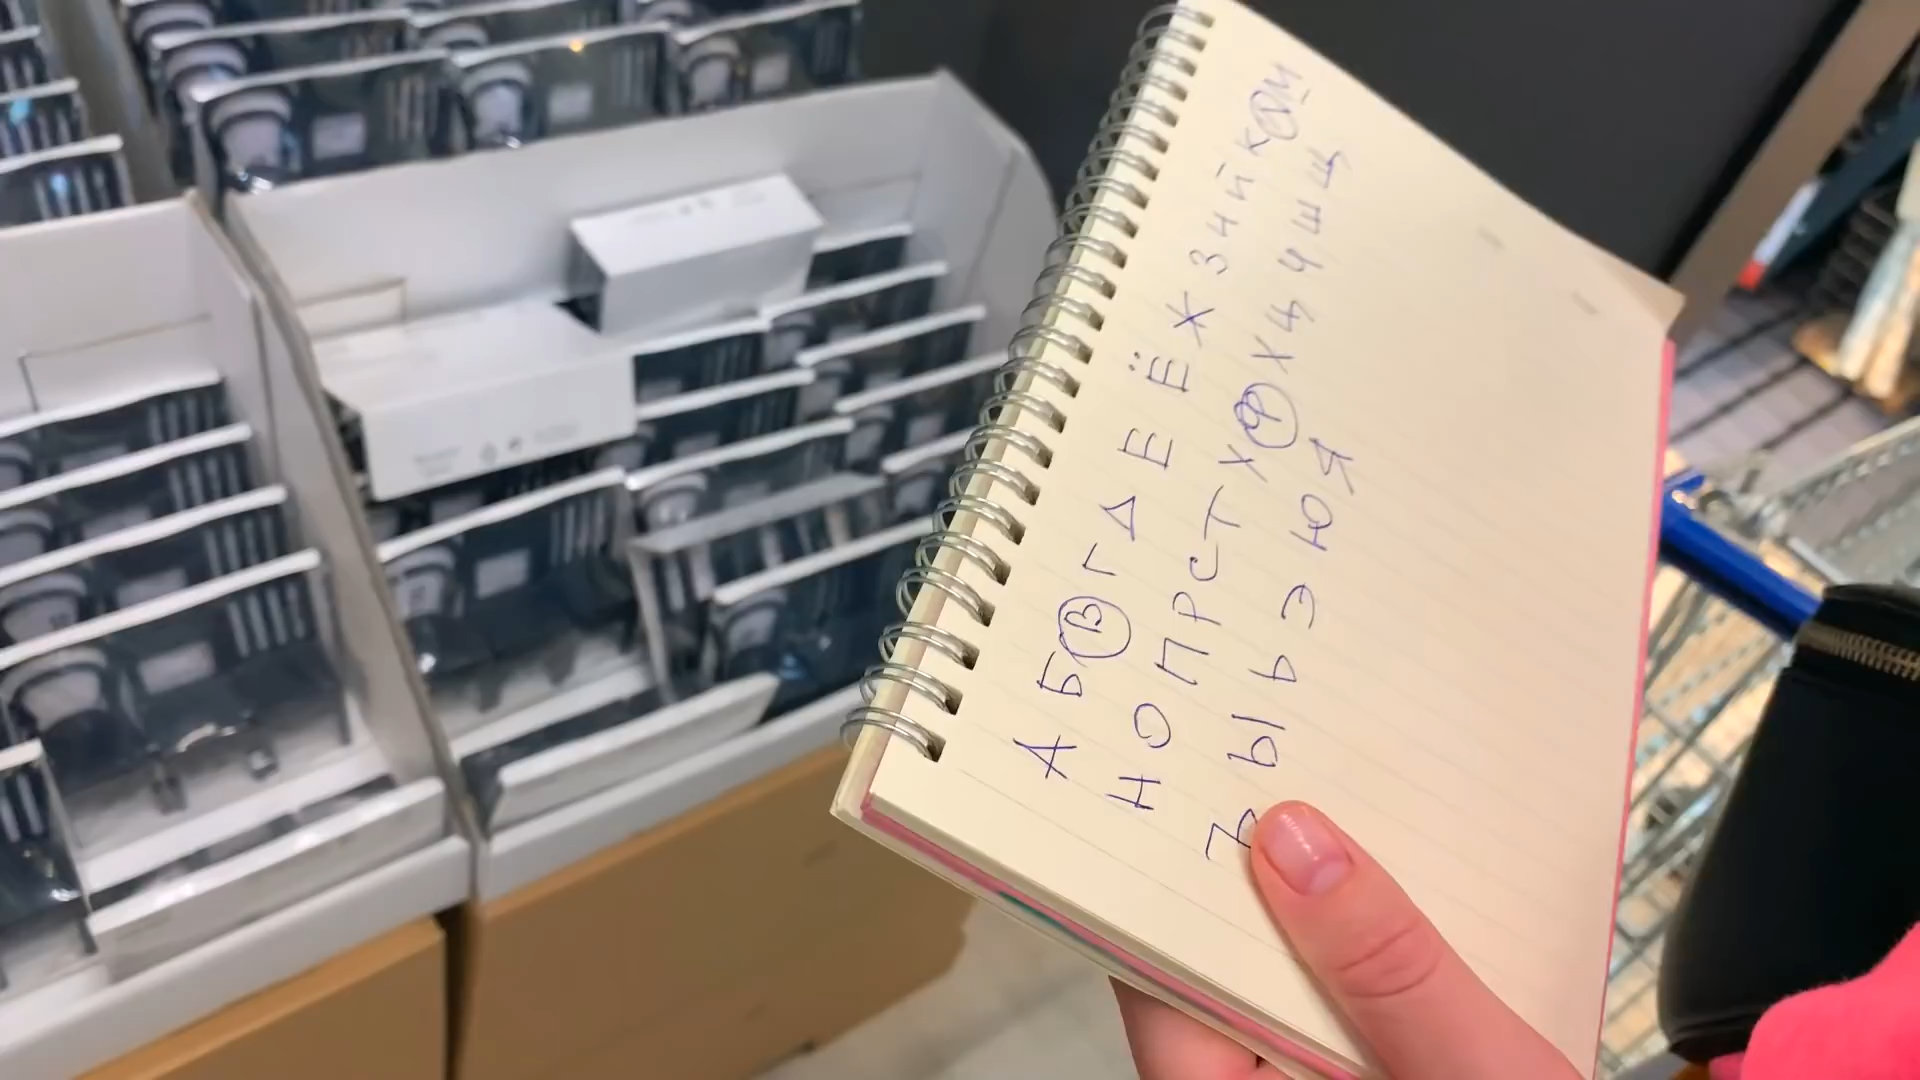 А Б В Г Д Е Ё Ж З И Й К Л М
Н О П Р С Т У Ф Х Ц Ч Ш Щ
Ъ Ы Ь Э Ю Я